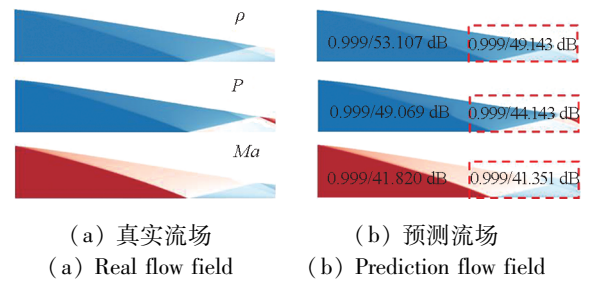 ρ
0.999/53.107 dB 0.999/49.143 dB
P
0.999/49.069 dB 0.999/44.143 dB
Ma
0.999/41.820 dB 0.999/41.351 dB
(a) 真实流场 (b) 预测流场
(a) Real flow field (b) Prediction flow field